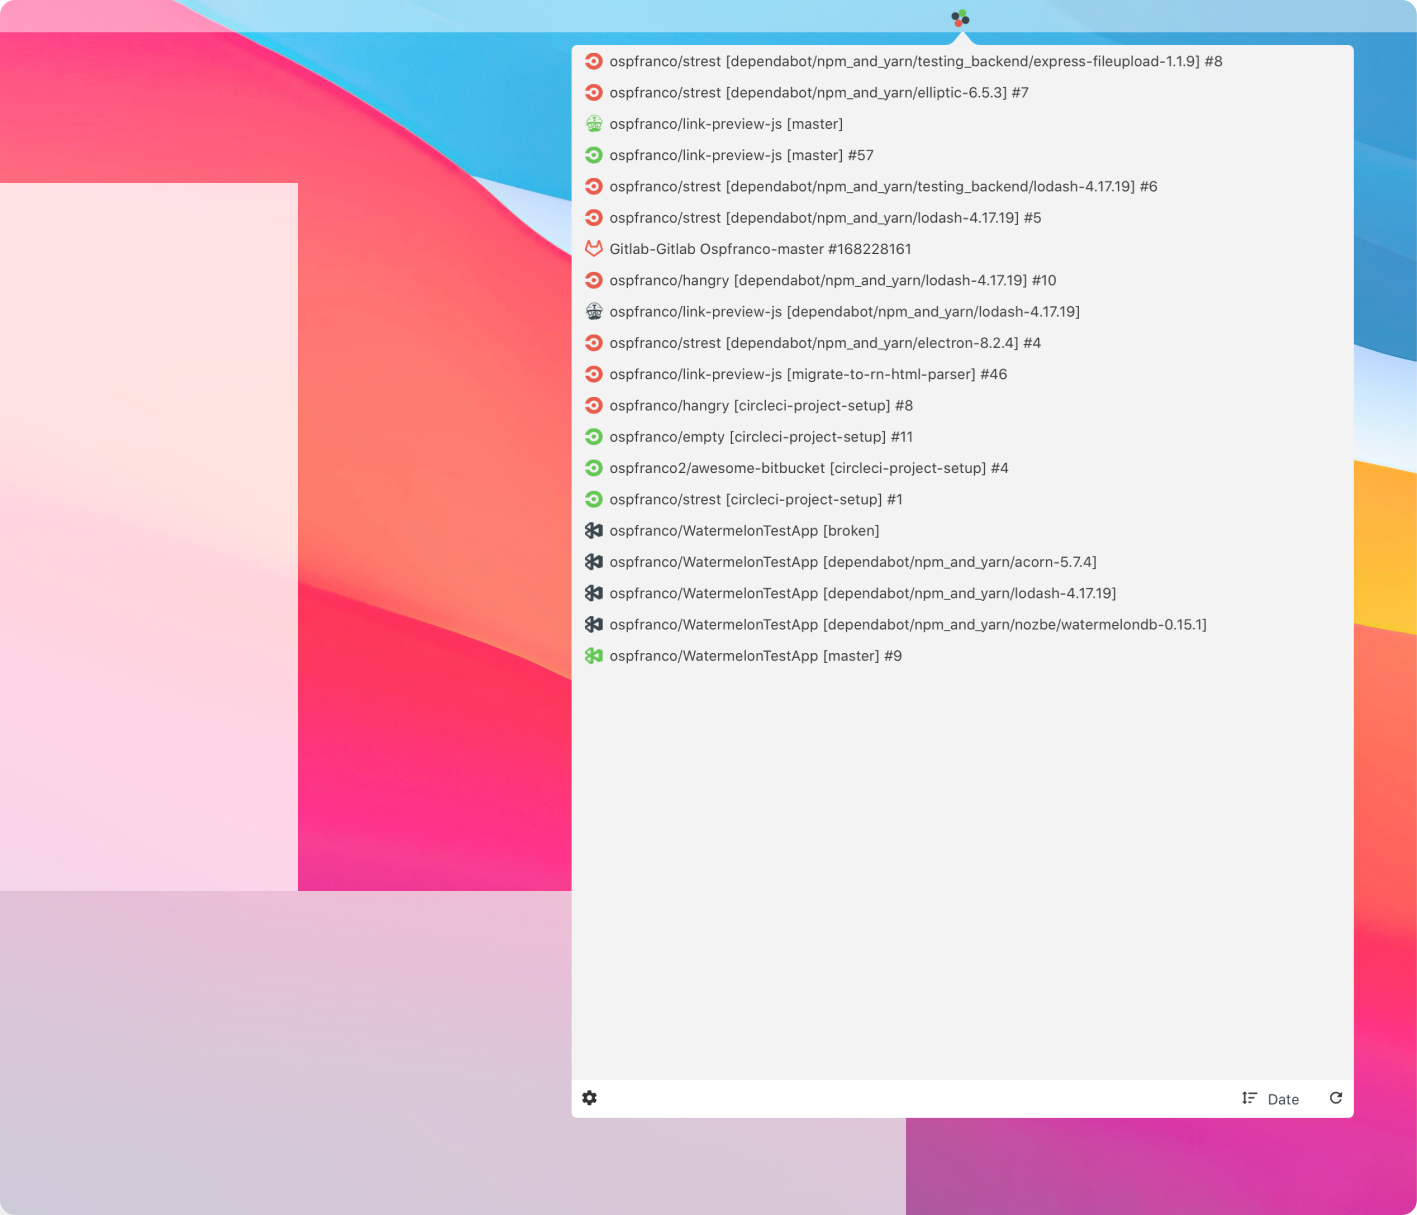 ospfranco/strest [dependabot/npm_and_yarn/testing_backend/express-fileupload-1.1.9] #8
ospfranco/strest [dependabot/npm_and_yarn/elliptic-6.5.3] #7
ospfranco/link-preview-js [master]
ospfranco/link-preview-js [master] #57
ospfranco/strest [dependabot/npm_and_yarn/testing_backend/lodash-4.17.19] #6
ospfranco/strest [dependabot/npm_and_yarn/lodash-4.17.19] #5
Gitlab-Gitlab Ospfranco-master #168228161
ospfranco/hangry [dependabot/npm_and_yarn/lodash-4.17.19] #10
ospfranco/link-preview-js [dependabot/npm_and_yarn/lodash-4.17.19]
ospfranco/strest [dependabot/npm_and_yarn/electron-8.2.4] #4
ospfranco/link-preview-js [migrate-to-rn-html-parser] #46
ospfranco/hangry [circleci-project-setup] #8
ospfranco/empty [circleci-project-setup] #11
ospfranco2/awesome-bitbucket [circleci-project-setup] #4
ospfranco/strest [circleci-project-setup] #1
ospfranco/WatermelonTestApp [broken]
ospfranco/WatermelonTestApp [dependabot/npm_and_yarn/acorn-5.7.4]
ospfranco/WatermelonTestApp [dependabot/npm_and_yarn/lodash-4.17.19]
ospfranco/WatermelonTestApp [dependabot/npm_and_yarn/nozbe/watermelondb-0.15.1]
ospfranco/WatermelonTestApp [master] #9
Date